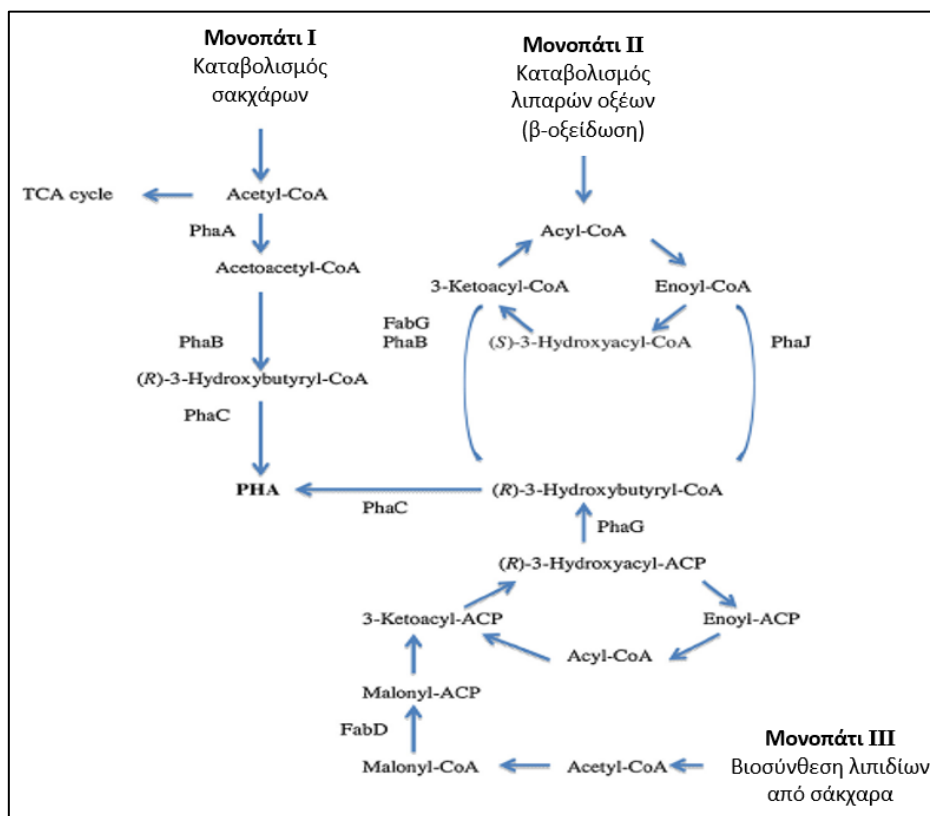 Μονοπάτι I
Καταβολισμός
σακχάρων
Μονοπάτι II
Καταβολισμός
λιπαρών οξέων
(β-οξείδωση)
TCA cycle
Acetyl-CoA
PhaA
Acetoacetyl-CoA
PhaB
(R)-3-Hydroxybutyryl-CoA
PhaC
PHA
Acyl-CoA
3-Ketoacyl-CoA
Enoyl-CoA
FabG
PhaB
(S)-3-Hydroxyacyl-CoA
PhaJ
(R)-3-Hydroxybutyryl-CoA
PhaC
PhaG
(R)-3-Hydroxyacyl-ACP
3-Ketoacyl-ACP
Enoyl-ACP
Acyl-CoA
Malonyl-ACP
FabD
Malonyl-CoA
Acetyl-CoA
Μονοπάτι III
Βιοσύνθεση λιπιδίων
από σάκχαρα